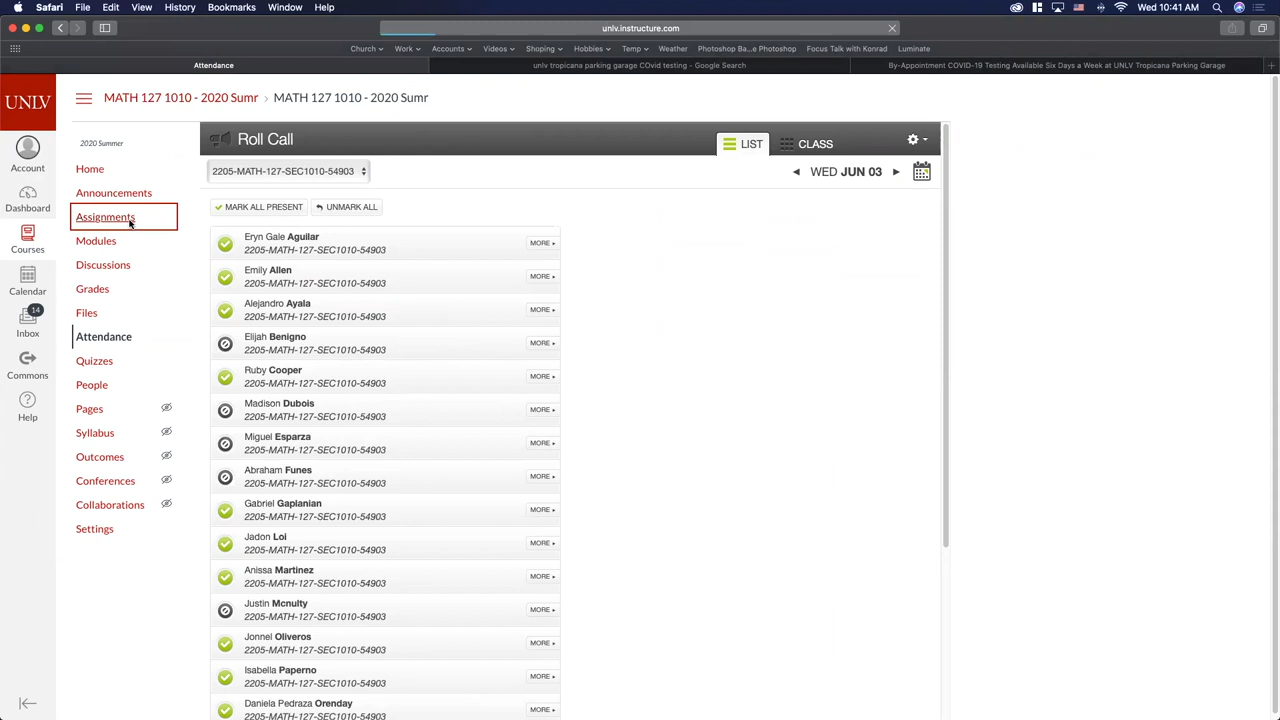 Safari File Edit View History Bookmarks Window Help Wed 10:41 AM
unlv.instructure.com
Church Work Accounts Videos Shoping Hobbies Temp Weather Photoshop Ba...e Photoshop Focus Talk with Konrad Luminate
Attendance unlv tropicana parking garage COvid testing - Google Search By-Appointment COVID-19 Testing Available Six Days a Week at UNLV Tropicana Parking Garage
UNLV
MATH 127 1010 - 2020 Sumr › MATH 127 1010 - 2020 Sumr
Account
Dashboard
Courses
Calendar
14
Inbox
Commons
Help
2020 Summer
Home
Announcements
Assignments
Modules
Discussions
Grades
Files
Attendance
Quizzes
People
Pages
Syllabus
Outcomes
Conferences
Collaborations
Settings
Roll Call LIST CLASS
2205-MATH-127-SEC1010-54903 WED JUN 03
MARK ALL PRESENT UNMARK ALL
Eryn Gale Aguilar MORE
2205-MATH-127-SEC1010-54903
Emily Allen MORE
2205-MATH-127-SEC1010-54903
Alejandro Ayala MORE
2205-MATH-127-SEC1010-54903
Elijah Benigno MORE
2205-MATH-127-SEC1010-54903
Ruby Cooper MORE
2205-MATH-127-SEC1010-54903
Madison Dubois MORE
2205-MATH-127-SEC1010-54903
Miguel Esparza MORE
2205-MATH-127-SEC1010-54903
Abraham Funes MORE
2205-MATH-127-SEC1010-54903
Gabriel Gaplanian MORE
2205-MATH-127-SEC1010-54903
Jadon Loi MORE
2205-MATH-127-SEC1010-54903
Anissa Martinez MORE
2205-MATH-127-SEC1010-54903
Justin Mcnulty MORE
2205-MATH-127-SEC1010-54903
Jonnel Oliveros MORE
2205-MATH-127-SEC1010-54903
Isabella Paperno MORE
2205-MATH-127-SEC1010-54903
Daniela Pedraza Orenday MORE
2205-MATH-127-SEC1010-54903